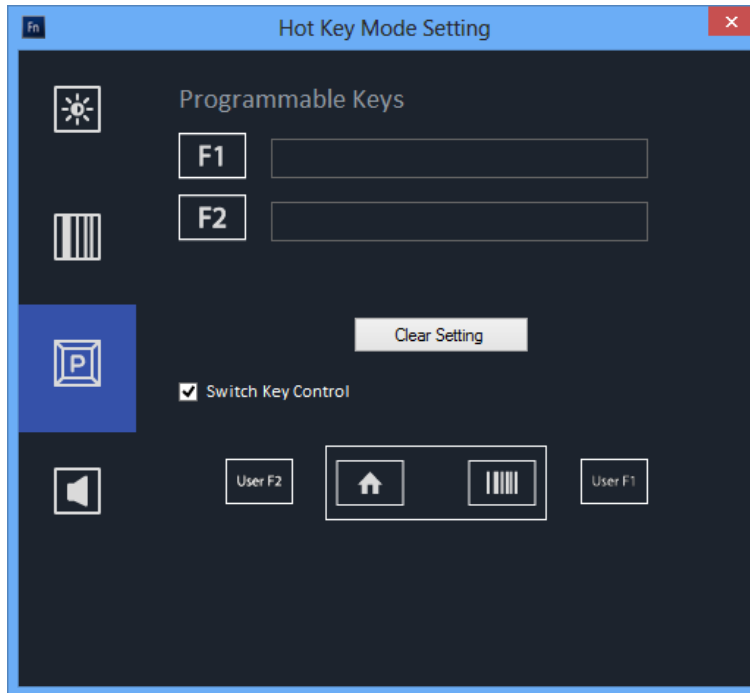 Fn
Hot Key Mode Setting
Programmable Keys
F1
F2
Clear Setting
P
Switch Key Control
User F2
User F1